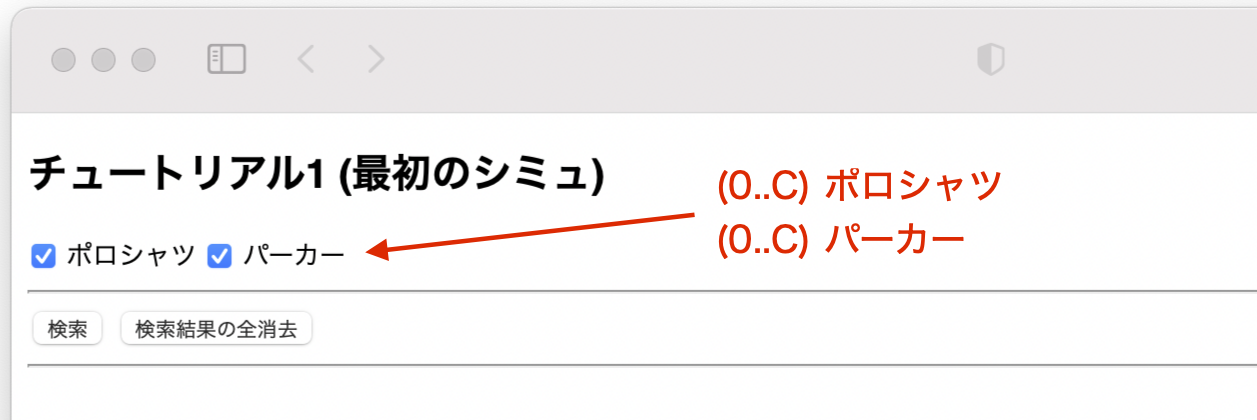 チュートリアル1 (最初のシミュ)
(0..C) ポロシャツ
(0..C) パーカー
ポロシャツ パーカー
検索 検索結果の全消去